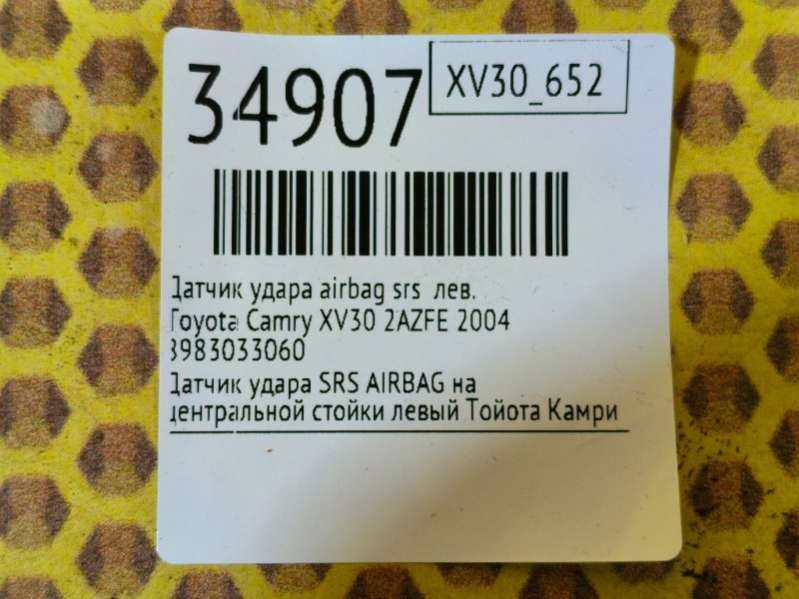 34907
XV30_652
Датчик удара airbag srs лев.
Toyota Camry XV30 2AZFE 2004
8983033060
Датчик удара SRS AIRBAG на
центральной стойки левый Тойота Камри